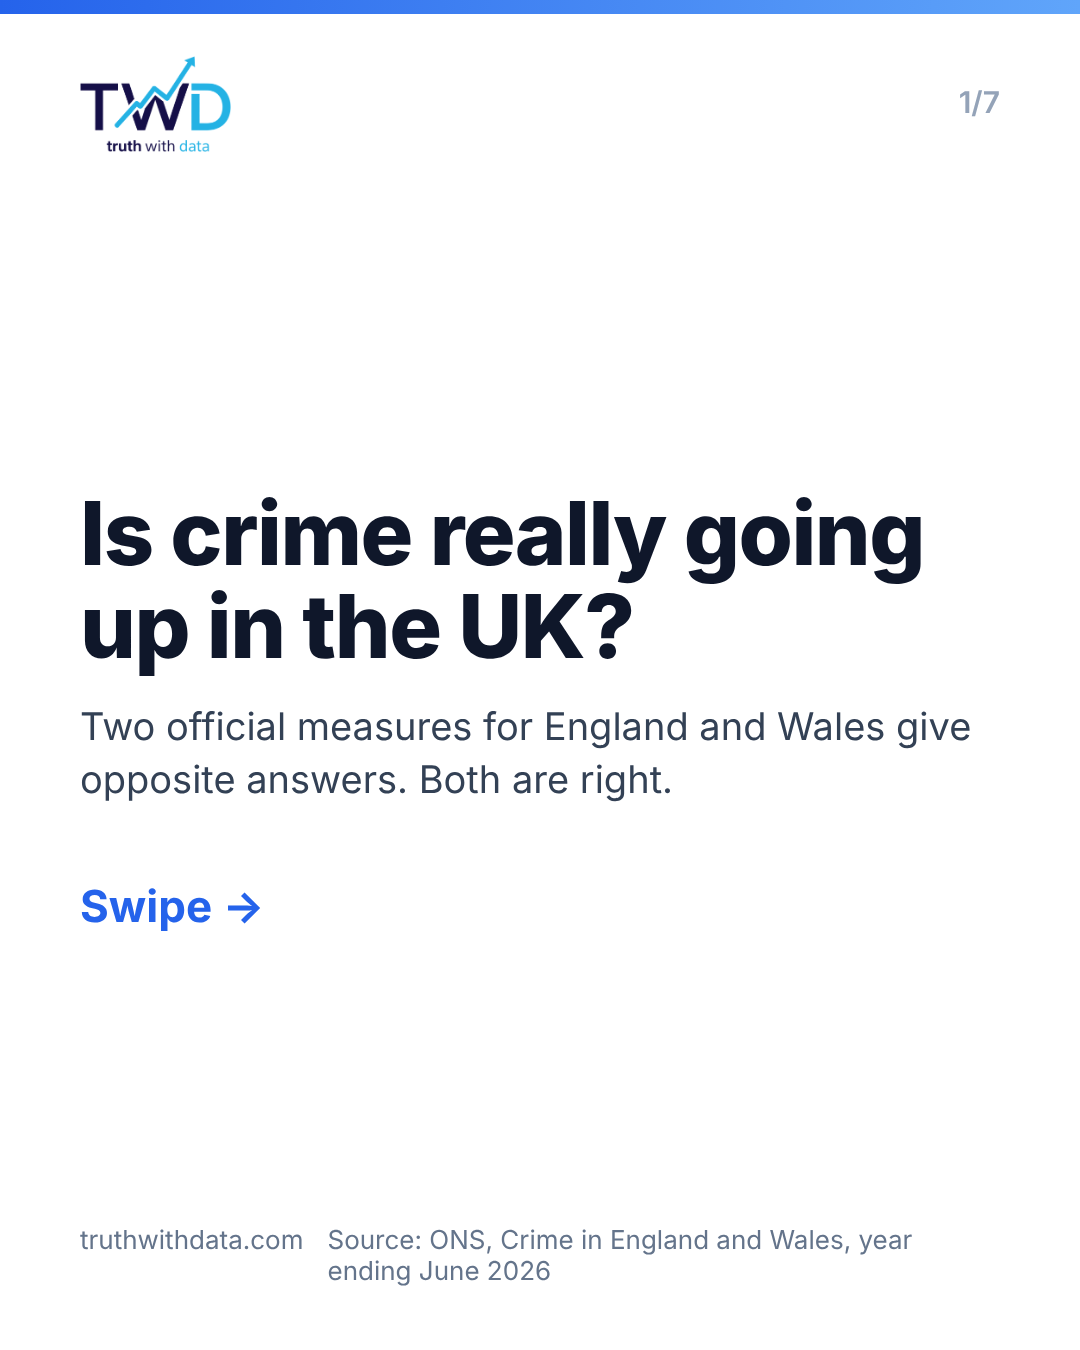 TWD
truth with data
1/7
Is crime really going
up in the UK?
Two official measures for England and Wales give
opposite answers. Both are right.
Swipe →
truthwithdata.com
Source: ONS, Crime in England and Wales, year
ending June 2026